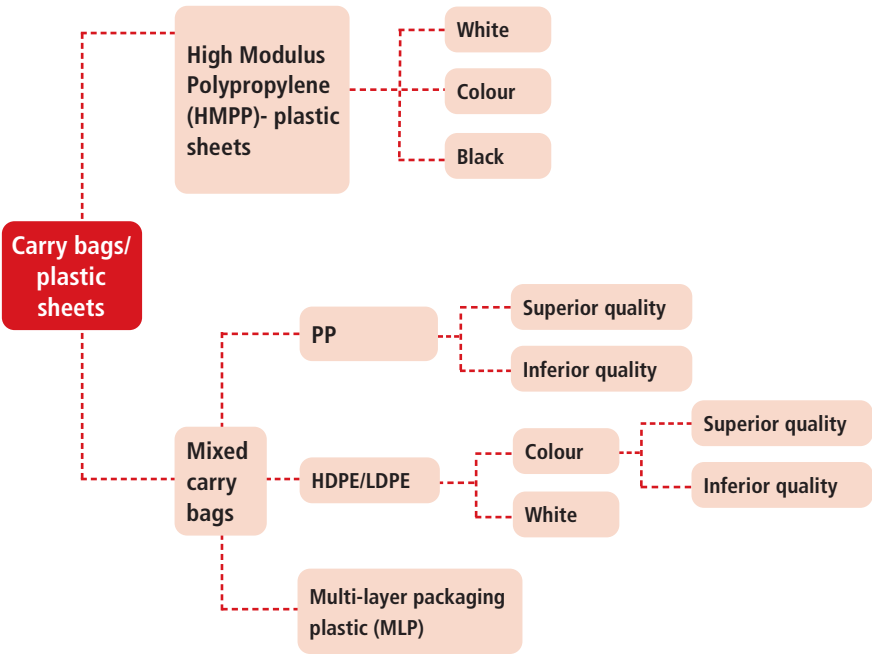 High Modulus
Polypropylene
(HMPP)- plastic
sheets
White
Colour
Black
Carry bags/
plastic
sheets
PP
Superior quality
Inferior quality
Mixed
carry
bags
HDPE/LDPE
Colour
Superior quality
Inferior quality
White
Multi-layer packaging
plastic (MLP)